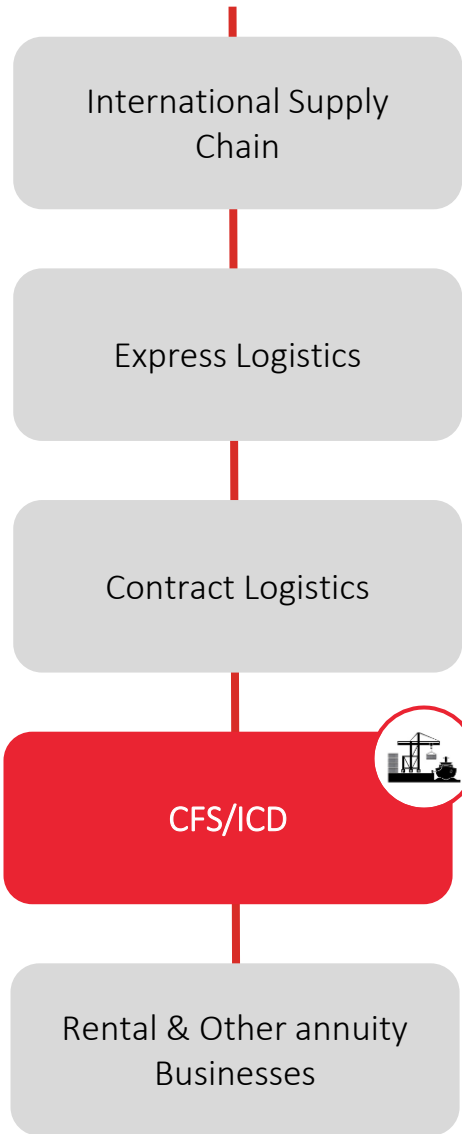 International Supply
Chain
Express Logistics
Contract Logistics
CFS/ICD
Rental & Other annuity
Businesses